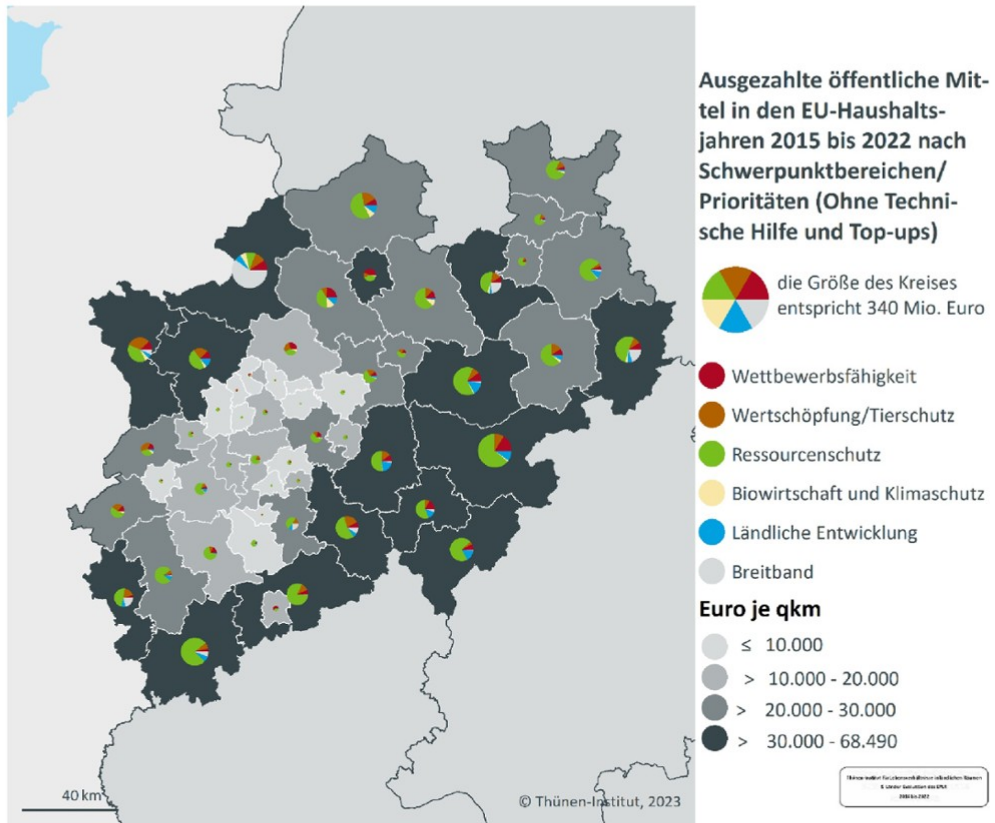 Ausgezahlte öffentliche Mit-
tel in den EU-Haushalts-
jahren 2015 bis 2022 nach
Schwerpunktbereichen/
Prioritäten (Ohne Techni-
sche Hilfe und Top-ups)
die Größe des Kreises
entspricht 340 Mio. Euro
Wettbewerbsfähigkeit
Wertschöpfung/Tierschutz
Ressourcenschutz
Biowirtschaft und Klimaschutz
Ländliche Entwicklung
Breitband
Euro je qkm
≤ 10.000
> 10.000 - 20.000
> 20.000 - 30.000
> 30.000 - 68.490
40 km
© Thünen-Institut, 2023